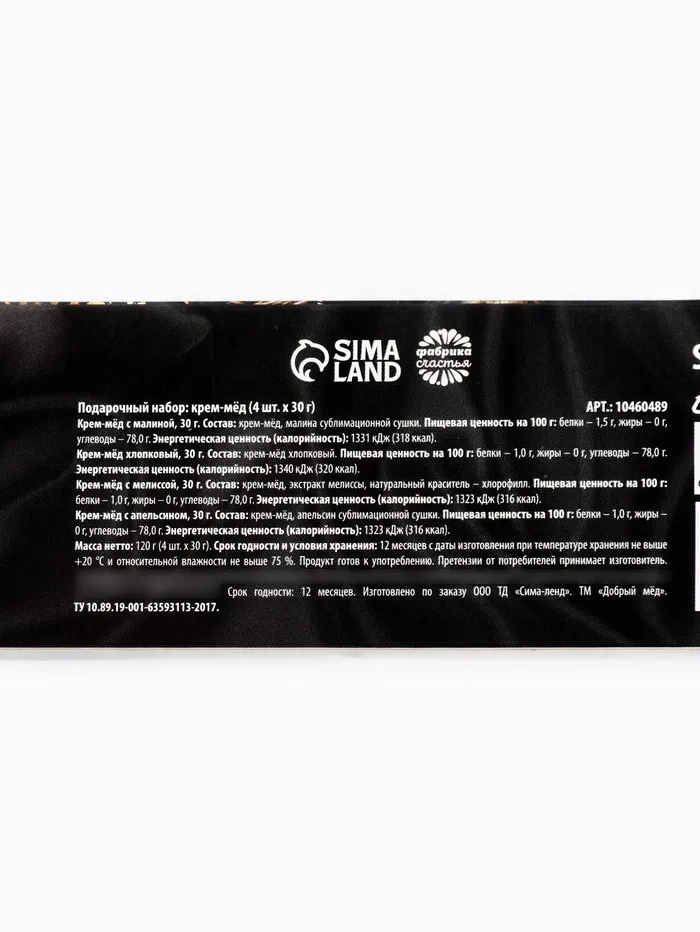 SIMA
LAND
фабрика
счастья
Подарочный набор: крем-мёд (4 шт. х 30 г)
АРТ.: 10460489
Крем-мёд с малиной, 30 г. Состав: крем-мёд, малина сублимационной сушки. Пищевая ценность на 100 г: белки – 1,5 г, жиры – 0 г,
углеводы – 78,0 г. Энергетическая ценность (калорийность): 1331 кДж (318 ккал).
Крем-мёд хлопковый, 30 г. Состав: крем-мёд хлопковый. Пищевая ценность на 100 г: белки – 1,0 г, жиры – 0 г, углеводы – 78,0 г.
Энергетическая ценность (калорийность): 1340 кДж (320 ккал).
Крем-мёд с мелиссой, 30 г. Состав: крем-мёд, экстракт мелиссы, натуральный краситель – хлорофилл. Пищевая ценность на 100 г:
белки – 1,0 г, жиры – 0 г, углеводы – 78,0 г. Энергетическая ценность (калорийность): 1323 кДж (316 ккал).
Крем-мёд с апельсином, 30 г. Состав: крем-мёд, апельсин сублимационной сушки. Пищевая ценность на 100 г: белки – 1,0 г, жиры –
0 г, углеводы – 78,0 г. Энергетическая ценность (калорийность): 1323 кДж (316 ккал).
Масса нетто: 120 г (4 шт. х 30 г). Срок годности и условия хранения: 12 месяцев с даты изготовления при температуре хранения не выше
+20 °С и относительной влажности не выше 75 %. Продукт готов к употреблению. Претензии от потребителей принимает изготовитель.
Срок годности: 12 месяцев. Изготовлено по заказу ООО ТД «Сима-ленд». ТМ «Добрый мёд».
ТУ 10.89.19-001-63593113-2017.